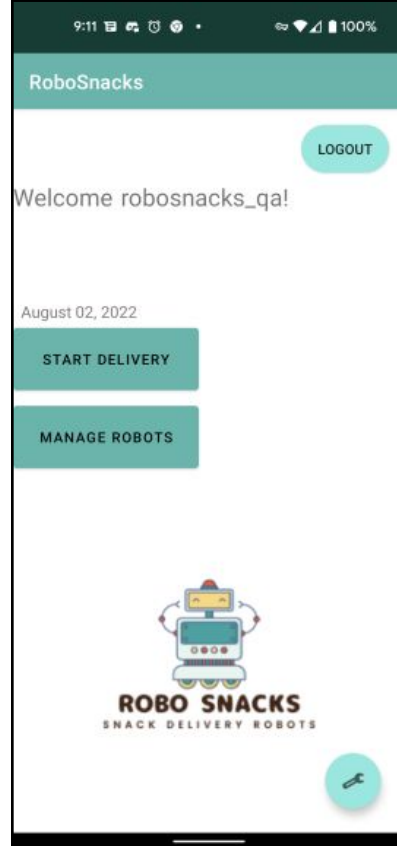 9:11 100%
RoboSnacks
LOGOUT
Welcome robosnacks_qa!
August 02, 2022
START DELIVERY
MANAGE ROBOTS
ROBO SNACKS
SNACK DELIVERY ROBOTS